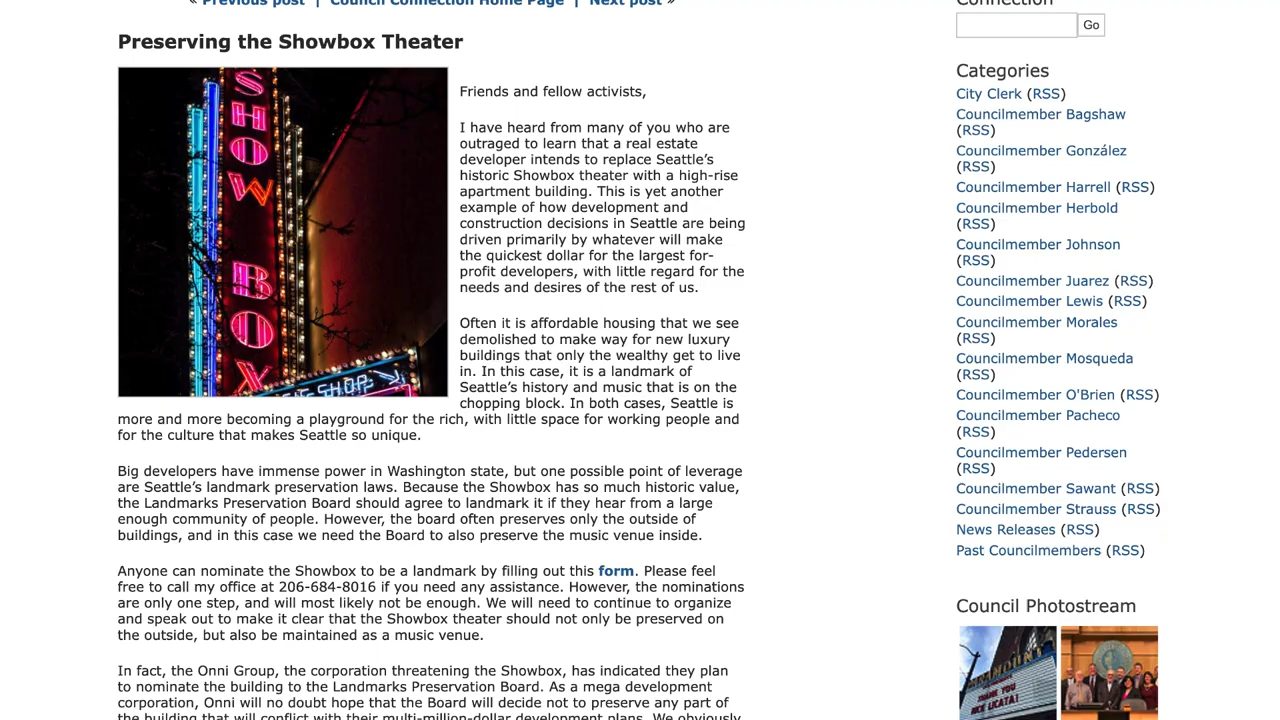 « Previous post | Council Connection Home Page | Next post »
Preserving the Showbox Theater
SHOW
BOX
SHOP
Friends and fellow activists,
I have heard from many of you who are
outraged to learn that a real estate
developer intends to replace Seattle’s
historic Showbox theater with a high-rise
apartment building. This is yet another
example of how development and
construction decisions in Seattle are being
driven primarily by whatever will make
the quickest dollar for the largest for-
profit developers, with little regard for the
needs and desires of the rest of us.
Often it is affordable housing that we see
demolished to make way for new luxury
buildings that only the wealthy get to live
in. In this case, it is a landmark of
Seattle’s history and music that is on the
chopping block. In both cases, Seattle is
more and more becoming a playground for the rich, with little space for working people and
for the culture that makes Seattle so unique.
Big developers have immense power in Washington state, but one possible point of leverage
are Seattle’s landmark preservation laws. Because the Showbox has so much historic value,
the Landmarks Preservation Board should agree to landmark it if they hear from a large
enough community of people. However, the board often preserves only the outside of
buildings, and in this case we need the Board to also preserve the music venue inside.
Anyone can nominate the Showbox to be a landmark by filling out this form. Please feel
free to call my office at 206-684-8016 if you need any assistance. However, the nominations
are only one step, and will most likely not be enough. We will need to continue to organize
and speak out to make it clear that the Showbox theater should not only be preserved on
the outside, but also be maintained as a music venue.
In fact, the Onni Group, the corporation threatening the Showbox, has indicated they plan
to nominate the building to the Landmarks Preservation Board. As a mega development
corporation, Onni will no doubt hope that the Board will decide not to preserve any part of
the building that will conflict with their multi-million-dollar development plans. We obviously
Connection
Go
Categories
City Clerk (RSS)
Councilmember Bagshaw
(RSS)
Councilmember González
(RSS)
Councilmember Harrell (RSS)
Councilmember Herbold
(RSS)
Councilmember Johnson
(RSS)
Councilmember Juarez (RSS)
Councilmember Lewis (RSS)
Councilmember Morales
(RSS)
Councilmember Mosqueda
(RSS)
Councilmember O'Brien (RSS)
Councilmember Pacheco
(RSS)
Councilmember Pedersen
(RSS)
Councilmember Sawant (RSS)
Councilmember Strauss (RSS)
News Releases (RSS)
Past Councilmembers (RSS)
Council Photostream
THANK YOU
NICK LICATA!